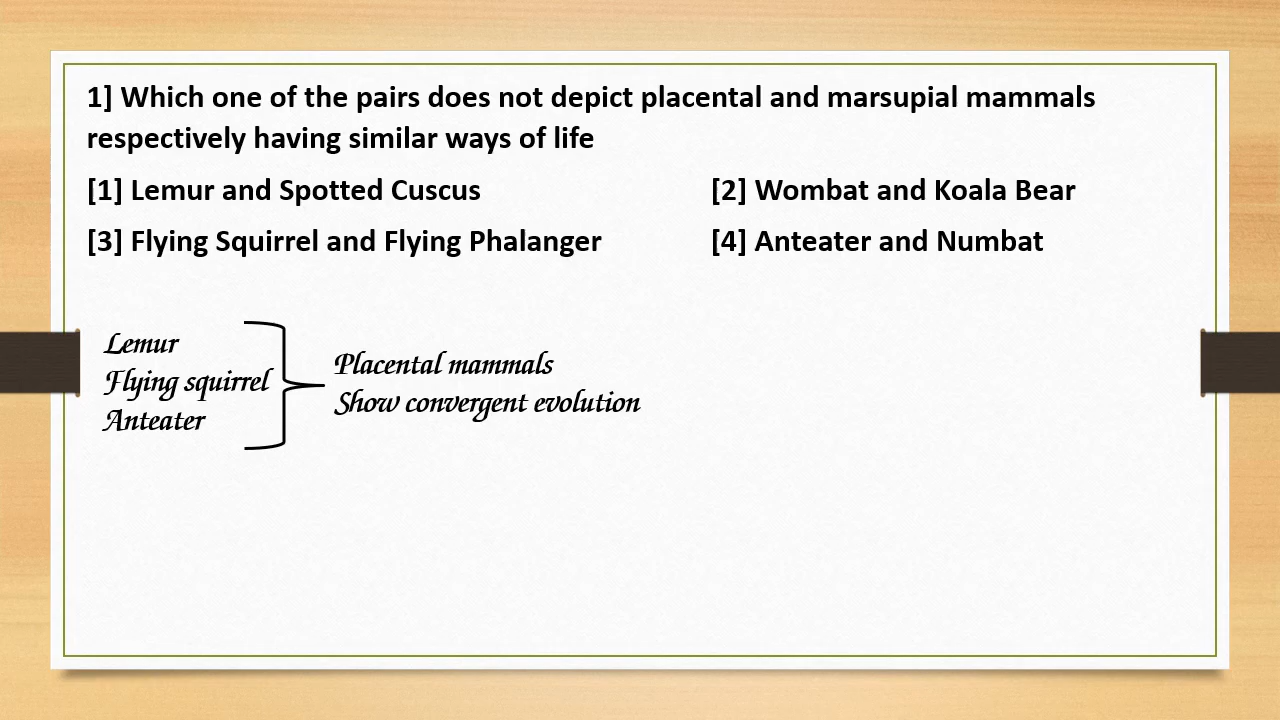 1] Which one of the pairs does not depict placental and marsupial mammals
respectively having similar ways of life
[1] Lemur and Spotted Cuscus [2] Wombat and Koala Bear
[3] Flying Squirrel and Flying Phalanger [4] Anteater and Numbat
Lemur
Flying squirrel
Anteater
Placental mammals
Show convergent evolution